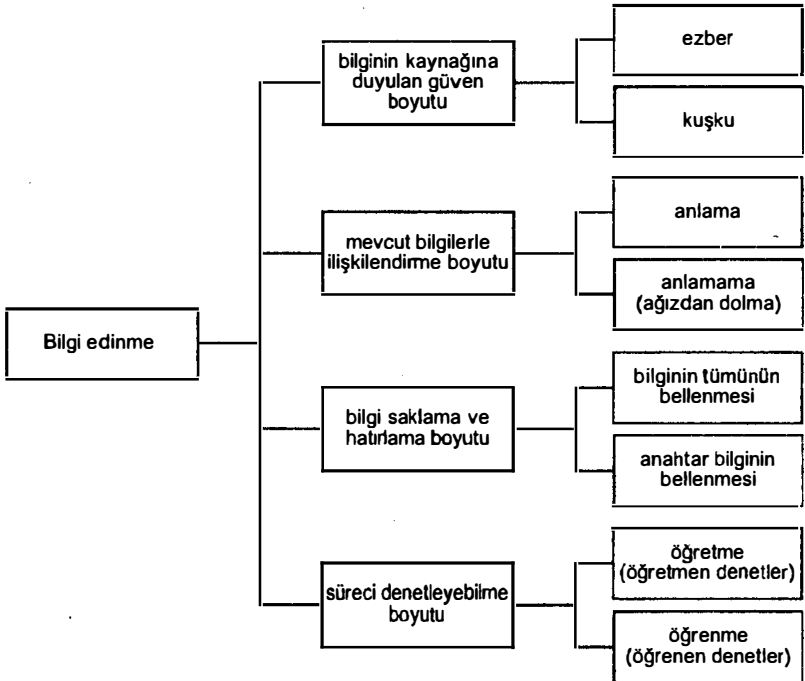 Bilgi edinme
bilginin kaynağına
duyulan güven
boyutu
ezber
kuşku
mevcut bilgilerle
ilişkilendirme boyutu
anlama
anlamama
(ağızdan dolma)
bilgi saklama ve
hatırlama boyutu
bilginin tümünün
bellenmesi
anahtar bilginin
bellenmesi
süreci denetleyebilme
boyutu
öğretme
(öğretmen denetler)
öğrenme
(öğrenen denetler)